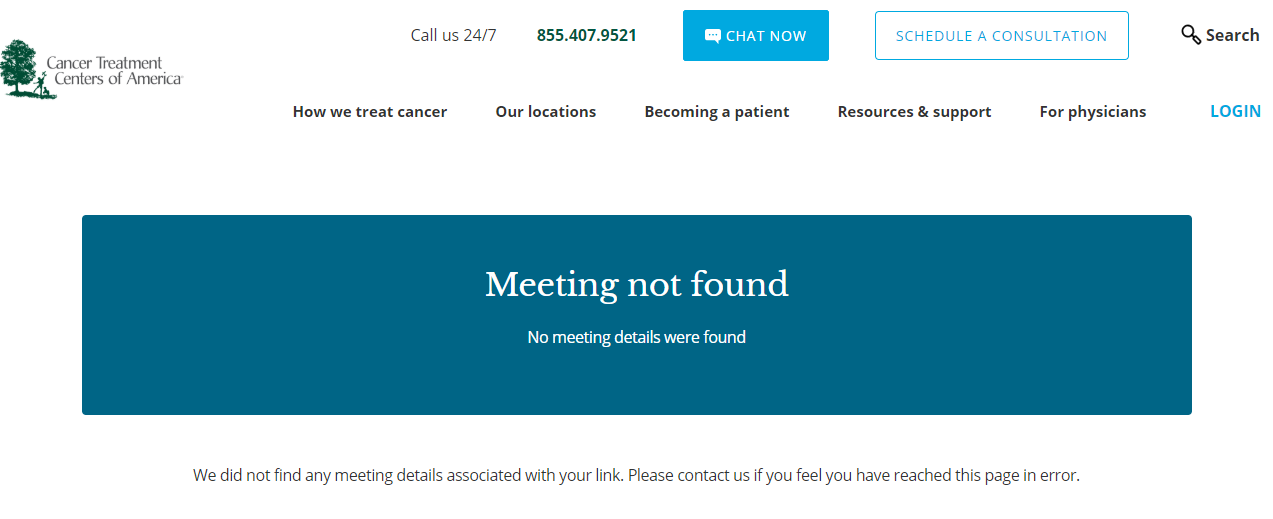 Call us 24/7 855.407.9521 CHAT NOW SCHEDULE A CONSULTATION Search
Cancer Treatment
Centers of America
How we treat cancer Our locations Becoming a patient Resources & support For physicians LOGIN
Meeting not found
No meeting details were found
We did not find any meeting details associated with your link. Please contact us if you feel you have reached this page in error.